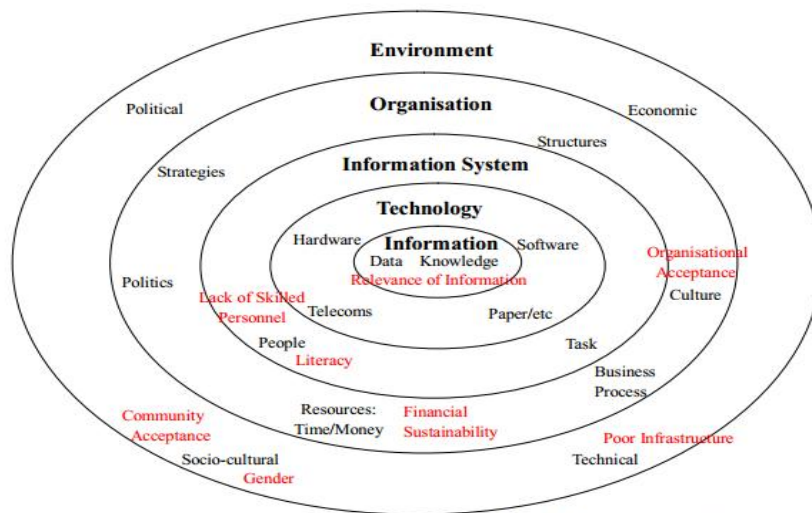 Environment
Political
Economic
Organisation
Structures
Strategies
Information System
Technology
Hardware
Information
Software
Data Knowledge
Relevance of Information
Organisational
Acceptance
Culture
Politics
Lack of Skilled
Personnel
Telecoms
Paper/etc
People
Literacy
Task
Business
Process
Resources:
Time/Money
Financial
Sustainability
Community
Acceptance
Socio-cultural
Gender
Poor Infrastructure
Technical